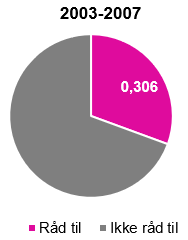 2003-2007
0,306
Råd til
Ikke råd til